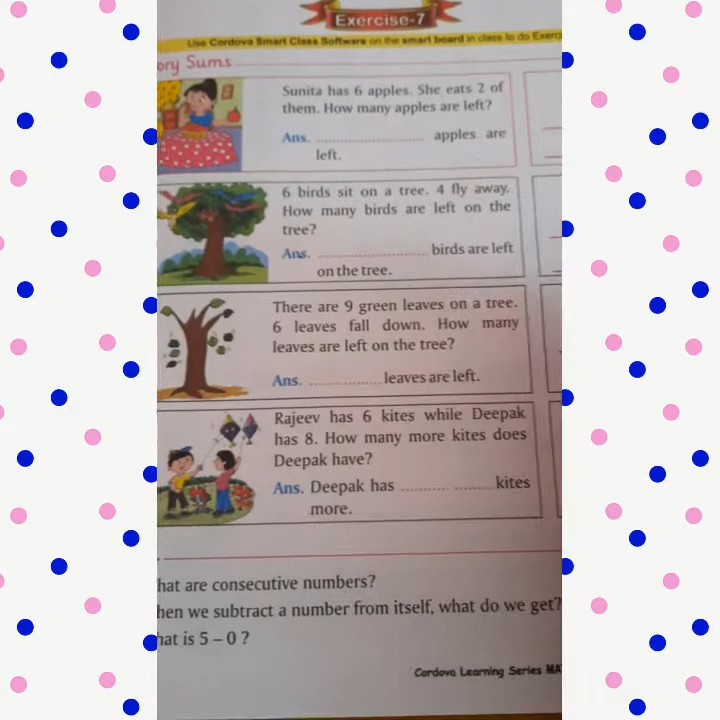 Exercise-7
Use Cordova Smart Class Software on the smart board in class to do
Sums
Sunita has 6 apples. She eats 2 of
them. How many apples are left?
Ans. .............................. apples are
left.
6 birds sit on a tree. 4 fly away.
How many birds are left on the
tree?
Ans. .............................. birds are left
on the tree.
There are 9 green leaves on a tree.
6 leaves fall down. How many
leaves are left on the tree?
Ans. .................... leaves are left.
Rajeev has 6 kites while Deepak
has 8. How many more kites does
Deepak have?
Ans. Deepak has ......................... kites
more.
hat are consecutive numbers?
hen we subtract a number from itself, what do we get?
hat is 5 – 0 ?
Cordova Learning Series